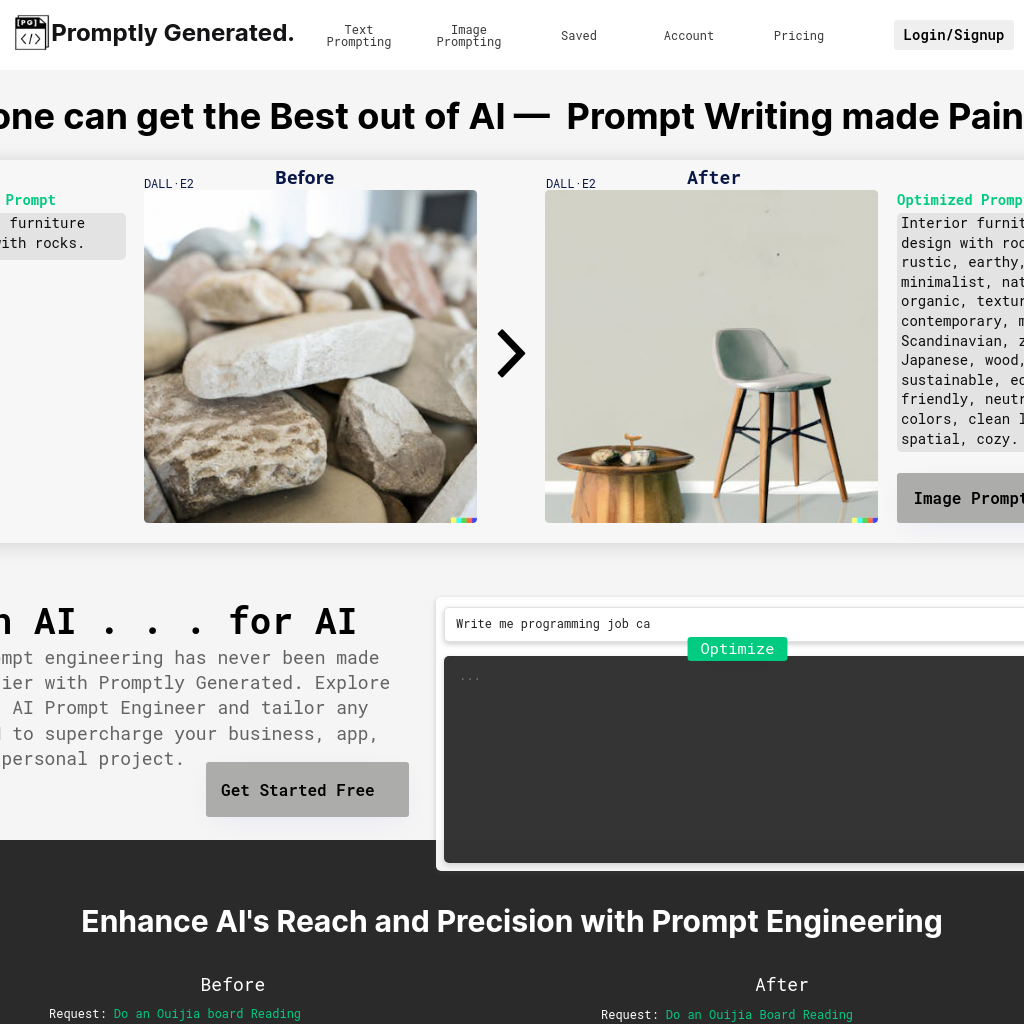 [PG]
</>
Promptly Generated.
Text
Prompting
Image
Prompting
Saved
Account
Pricing
Login/Signup
one can get the Best out of AI — Prompt Writing made Pain
Prompt
furniture
with rocks.
DALL·E2
Before
DALL·E2
After
Optimized Promp
Interior furnit
design with roc
rustic, earthy,
minimalist, nat
organic, textur
contemporary, m
Scandinavian, z
Japanese, wood,
sustainable, ec
friendly, neutr
colors, clean l
spatial, cozy.
Image Prompt
n AI . . . for AI
mpt engineering has never been made
ier with Promptly Generated. Explore
AI Prompt Engineer and tailor any
to supercharge your business, app,
personal project.
Get Started Free
Write me programming job ca
Optimize
...
Enhance AI's Reach and Precision with Prompt Engineering
Before
After
Request: Do an Ouijia board Reading
Request: Do an Ouijia Board Reading